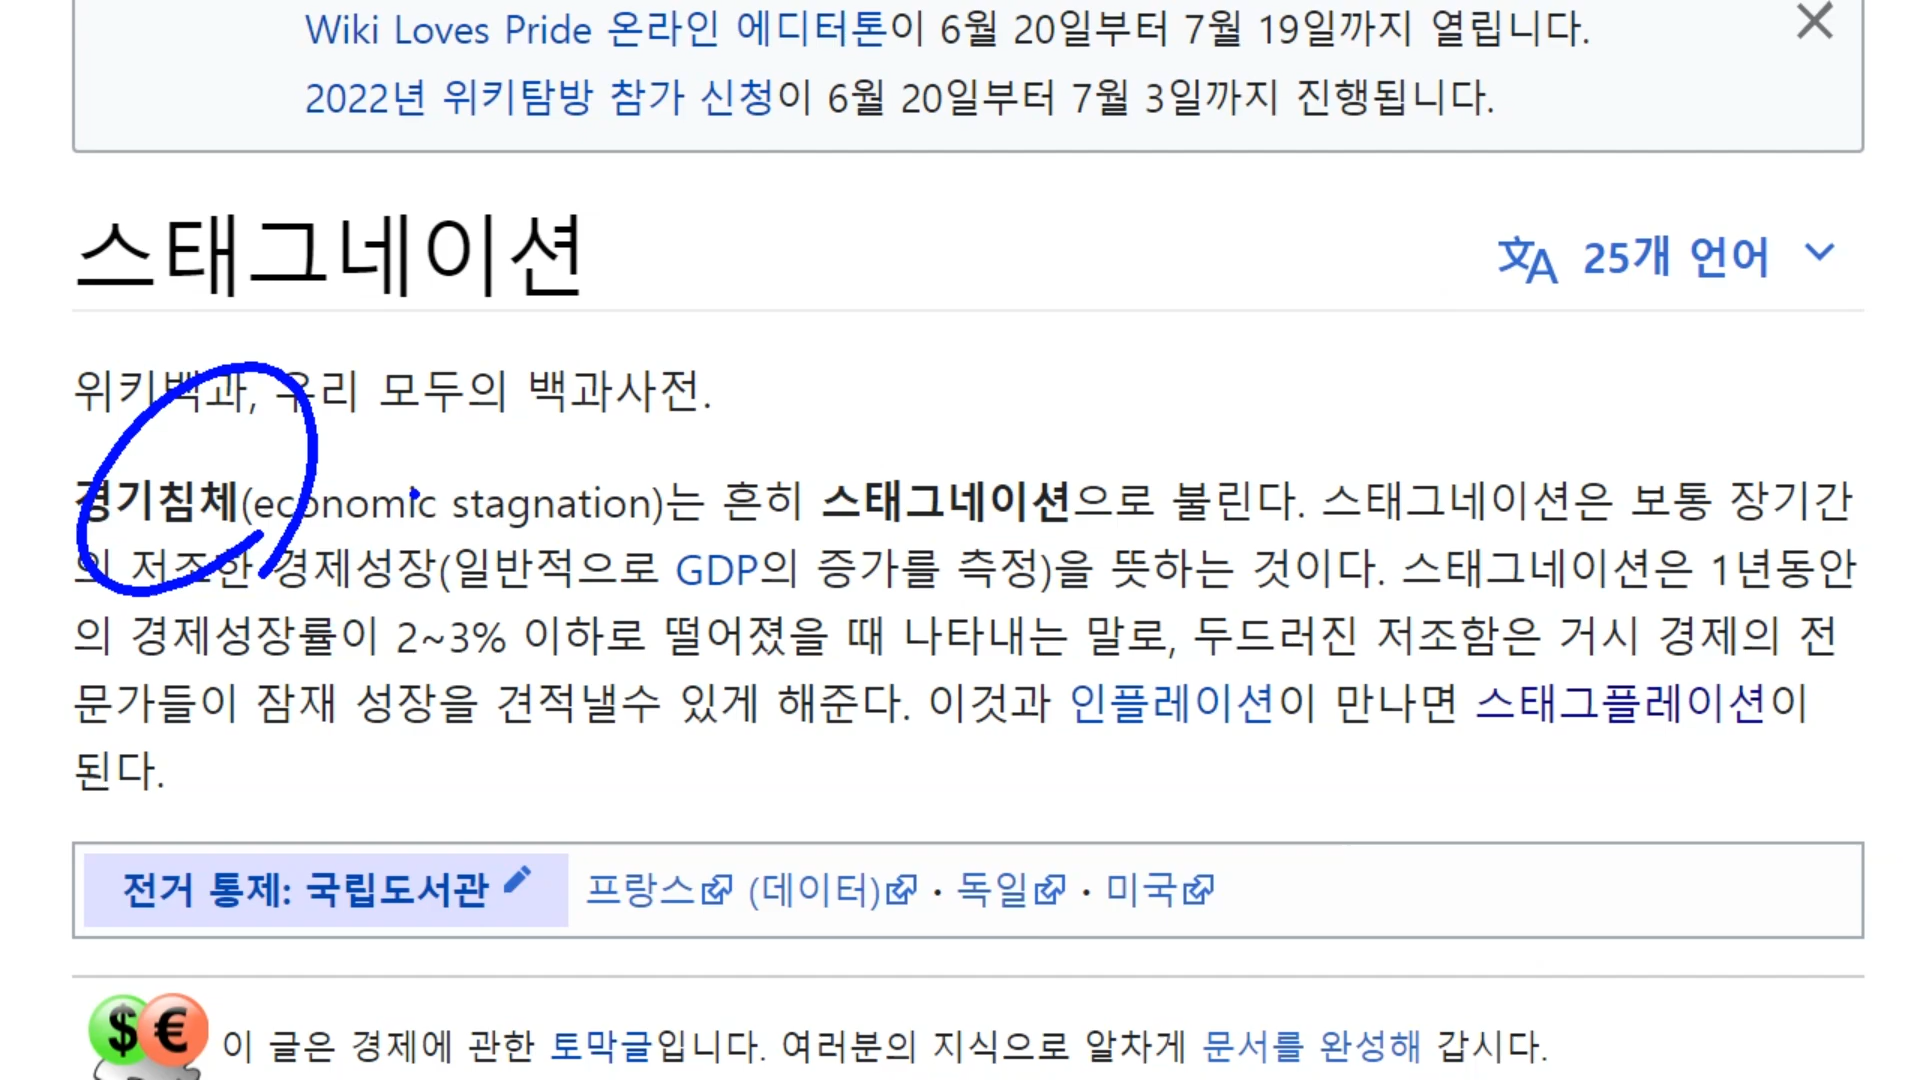 Wiki Loves Pride 온라인 에디터톤이 6월 20일부터 7월 19일까지 열립니다.
2022년 위키탐방 참가 신청이 6월 20일부터 7월 3일까지 진행됩니다.
스태그네이션
25개 언어
위키백과, 우리 모두의 백과사전.
경기침체(economic stagnation)는 흔히 스태그네이션으로 불린다. 스태그네이션은 보통 장기간
의 저조한 경제성장(일반적으로 GDP의 증가를 측정)을 뜻하는 것이다. 스태그네이션은 1년동안
의 경제성장률이 2~3% 이하로 떨어졌을 때 나타내는 말로, 두드러진 저조함은 거시 경제의 전
문가들이 잠재 성장을 견적낼수 있게 해준다. 이것과 인플레이션이 만나면 스태그플레이션이
된다.
전거 통제: 국립도서관 프랑스 (데이터) · 독일 · 미국
$ € 이 글은 경제에 관한 토막글입니다. 여러분의 지식으로 알차게 문서를 완성해 갑시다.